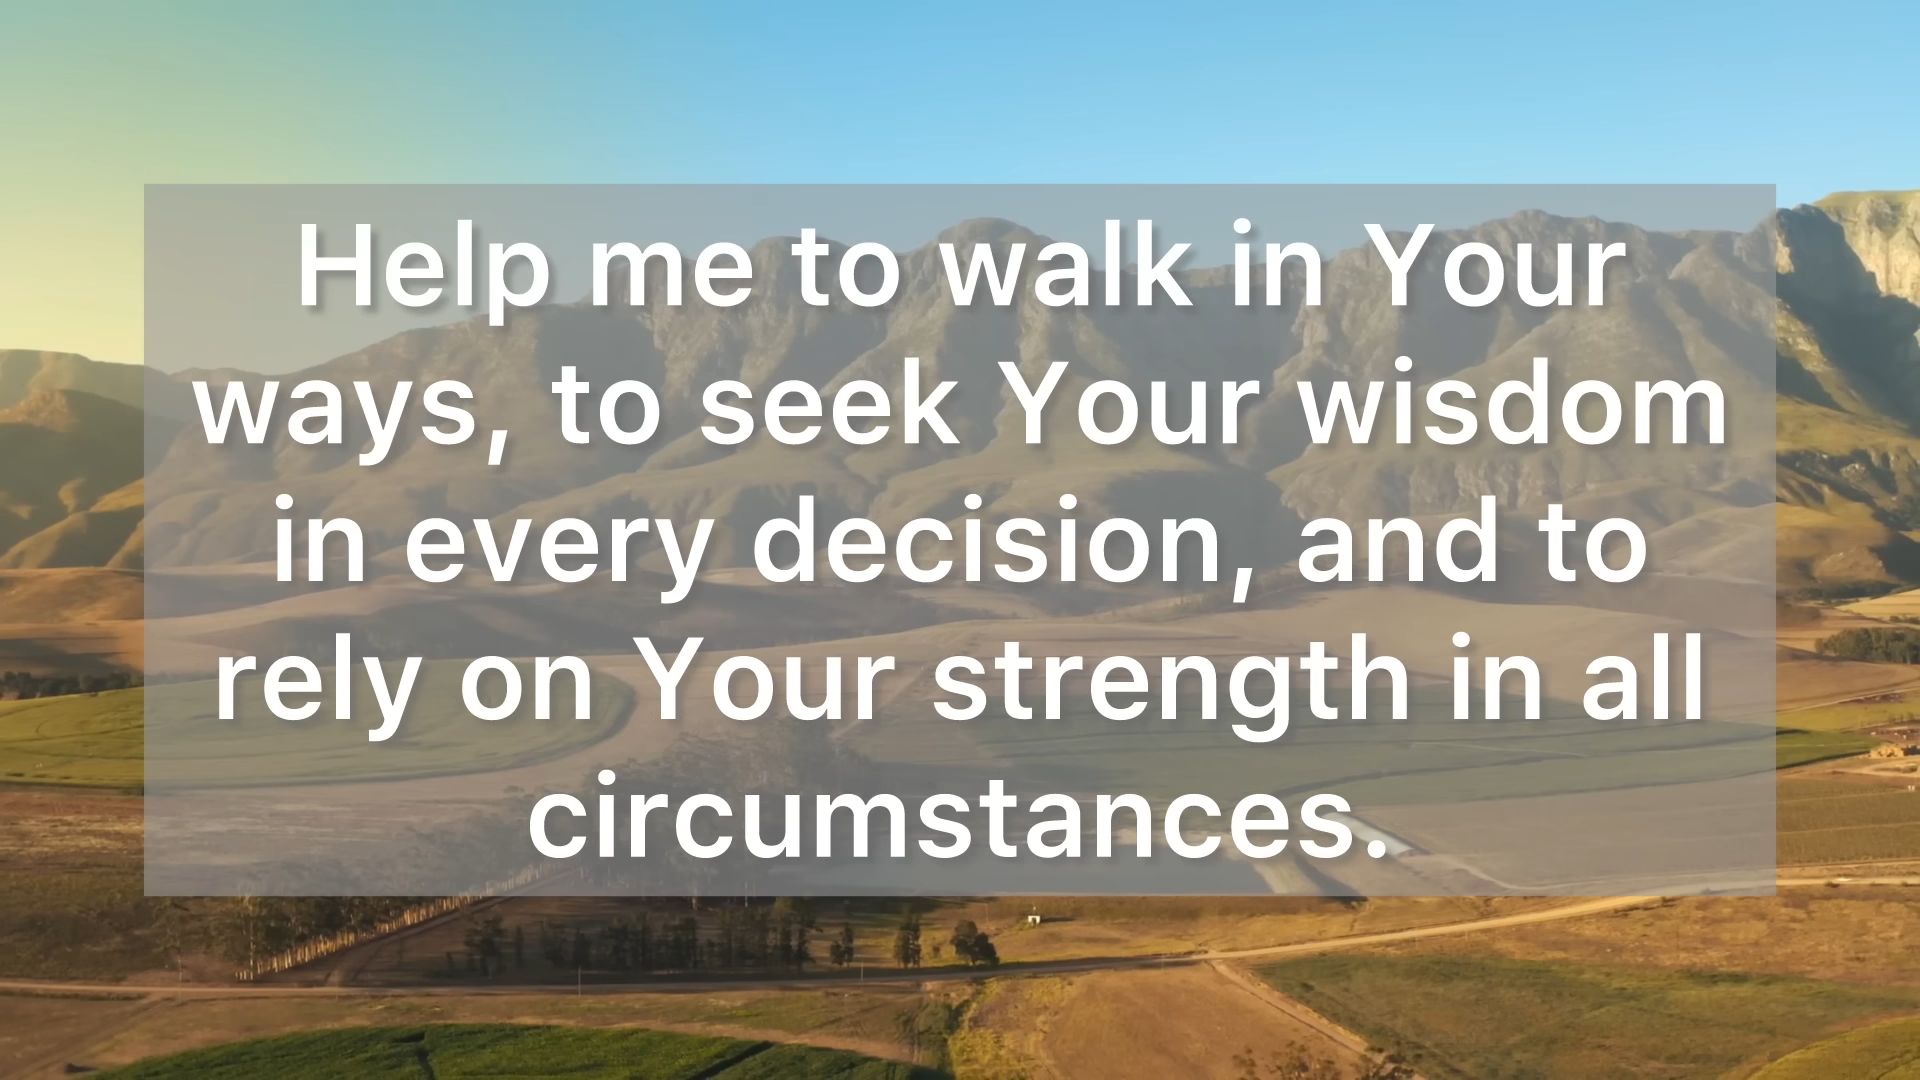 Help me to walk in Your
ways, to seek Your wisdom
in every decision, and to
rely on Your strength in all
circumstances.